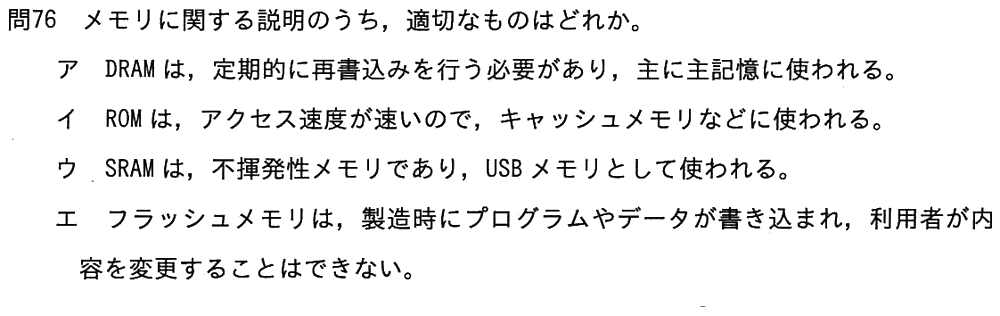 問76 メモリに関する説明のうち，適切なものはどれか。
ア DRAM は，定期的に再書込みを行う必要があり，主に主記憶に使われる。
イ ROM は，アクセス速度が速いので，キャッシュメモリなどに使われる。
ウ SRAM は，不揮発性メモリであり，USB メモリとして使われる。
エ フラッシュメモリは，製造時にプログラムやデータが書き込まれ，利用者が内
容を変更することはできない。